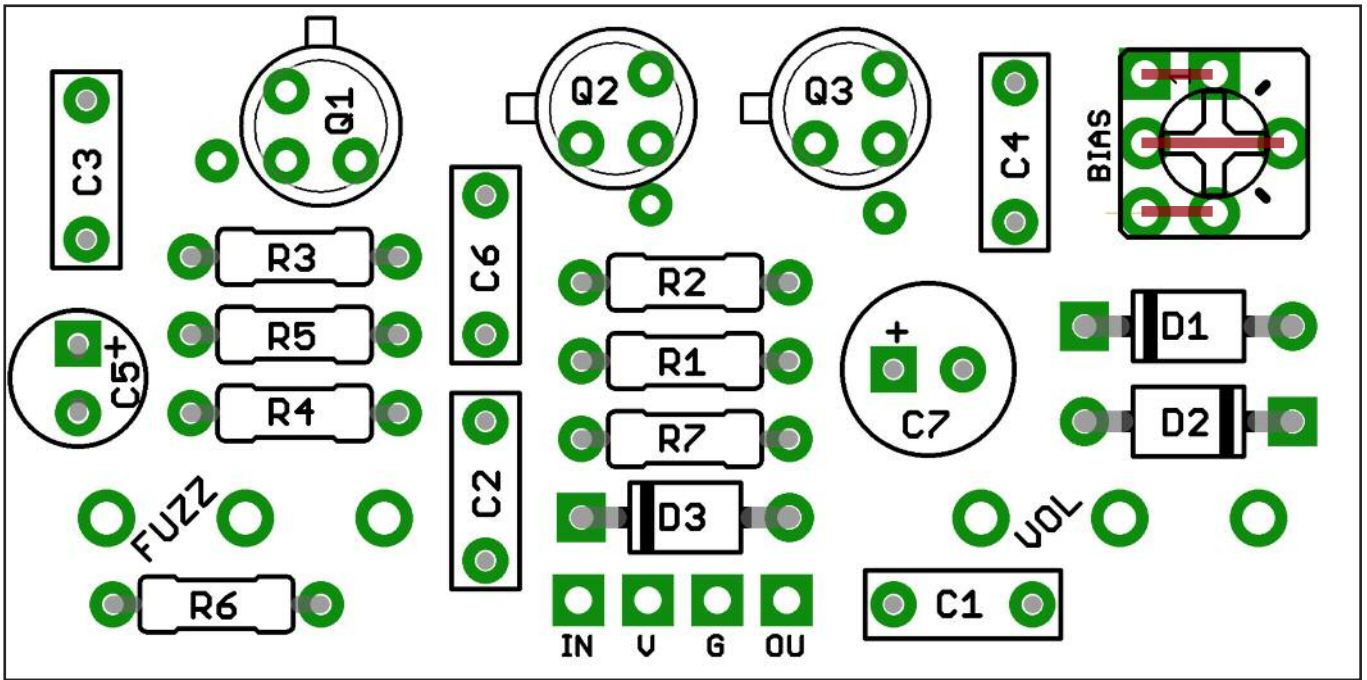 Q1
Q2
Q3
1
C3
C4
BIAS
R3
C6
R2
R5
C5+
R1
+
C7
D1
R4
R7
D2
FUZZ
C2
D3
VOL
R6
C1
IN
V
G
OU